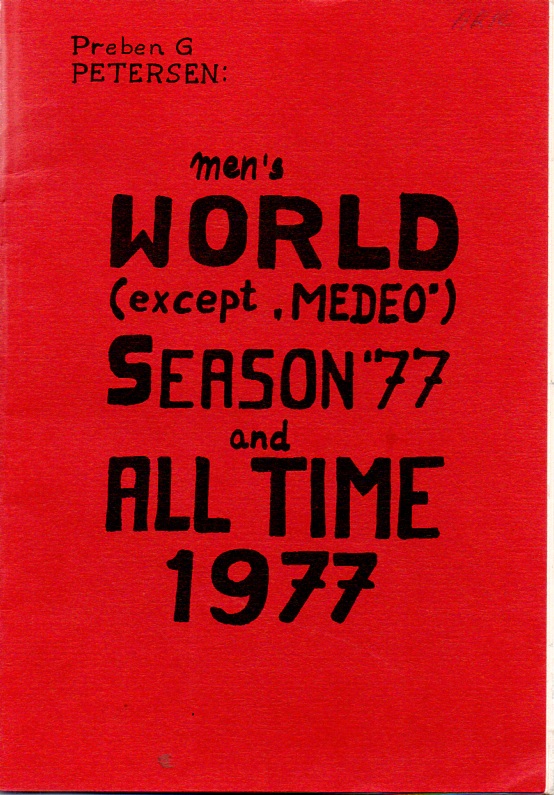 Preben G
PETERSEN:
men's
WORLD
(except „MEDEO”)
SEASON '77
and
ALL TIME
1977